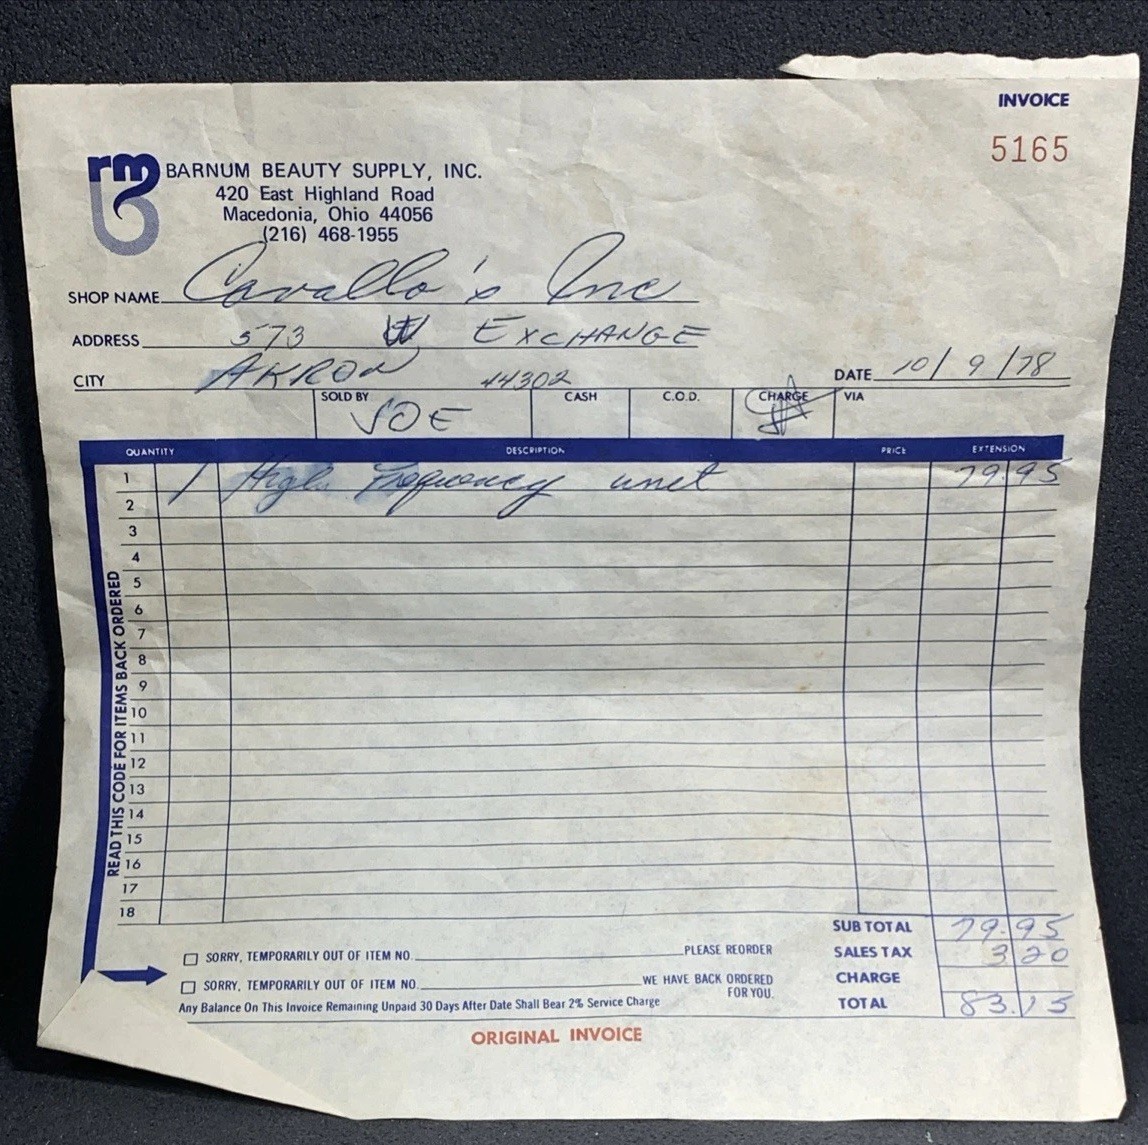 INVOICE
5165
rm B
BARNUM BEAUTY SUPPLY, INC.
420 East Highland Road
Macedonia, Ohio 44056
(216) 468-1955
SHOP NAME Cavallo's Inc
ADDRESS 573 W EXCHANGE
CITY AKRON 44302 DATE 10/9/78
SOLD BY JOE CASH C.O.D. CHARGE VIA
QUANTITY DESCRIPTION PRICE EXTENSION
1 1 High Frequency unit 79.95
2
3
4
5
6
7
8
9
10
11
12
13
14
15
16
17
18
READ THIS CODE FOR ITEMS BACK ORDERED
SUB TOTAL 79.95
SORRY, TEMPORARILY OUT OF ITEM NO. PLEASE REORDER SALES TAX 3 20
SORRY, TEMPORARILY OUT OF ITEM NO. WE HAVE BACK ORDERED FOR YOU. CHARGE
Any Balance On This Invoice Remaining Unpaid 30 Days After Date Shall Bear 2% Service Charge TOTAL 83.15
ORIGINAL INVOICE